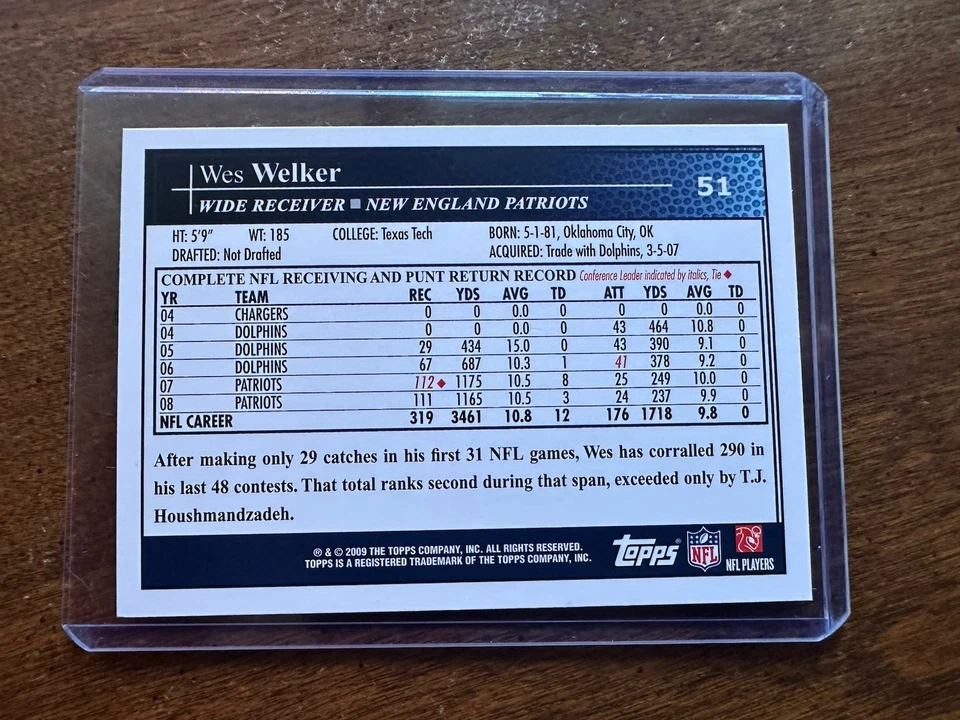 Wes Welker 51
WIDE RECEIVER ■ NEW ENGLAND PATRIOTS
HT: 5'9" WT: 185 COLLEGE: Texas Tech BORN: 5-1-81, Oklahoma City, OK
DRAFTED: Not Drafted ACQUIRED: Trade with Dolphins, 3-5-07
COMPLETE NFL RECEIVING AND PUNT RETURN RECORD Conference Leader indicated by italics, Tie ♦
YR TEAM REC YDS AVG TD ATT YDS AVG TD
04 CHARGERS 0 0 0.0 0 0 0 0.0 0
04 DOLPHINS 0 0 0.0 0 43 464 10.8 0
05 DOLPHINS 29 434 15.0 0 43 390 9.1 0
06 DOLPHINS 67 687 10.3 1 41 378 9.2 0
07 PATRIOTS 112♦ 1175 10.5 8 25 249 10.0 0
08 PATRIOTS 111 1165 10.5 3 24 237 9.9 0
NFL CAREER 319 3461 10.8 12 176 1718 9.8 0
After making only 29 catches in his first 31 NFL games, Wes has corralled 290 in
his last 48 contests. That total ranks second during that span, exceeded only by T.J.
Houshmandzadeh.
® & © 2009 THE TOPPS COMPANY, INC. ALL RIGHTS RESERVED.
TOPPS IS A REGISTERED TRADEMARK OF THE TOPPS COMPANY, INC.
topps®
NFL
NFL PLAYERS